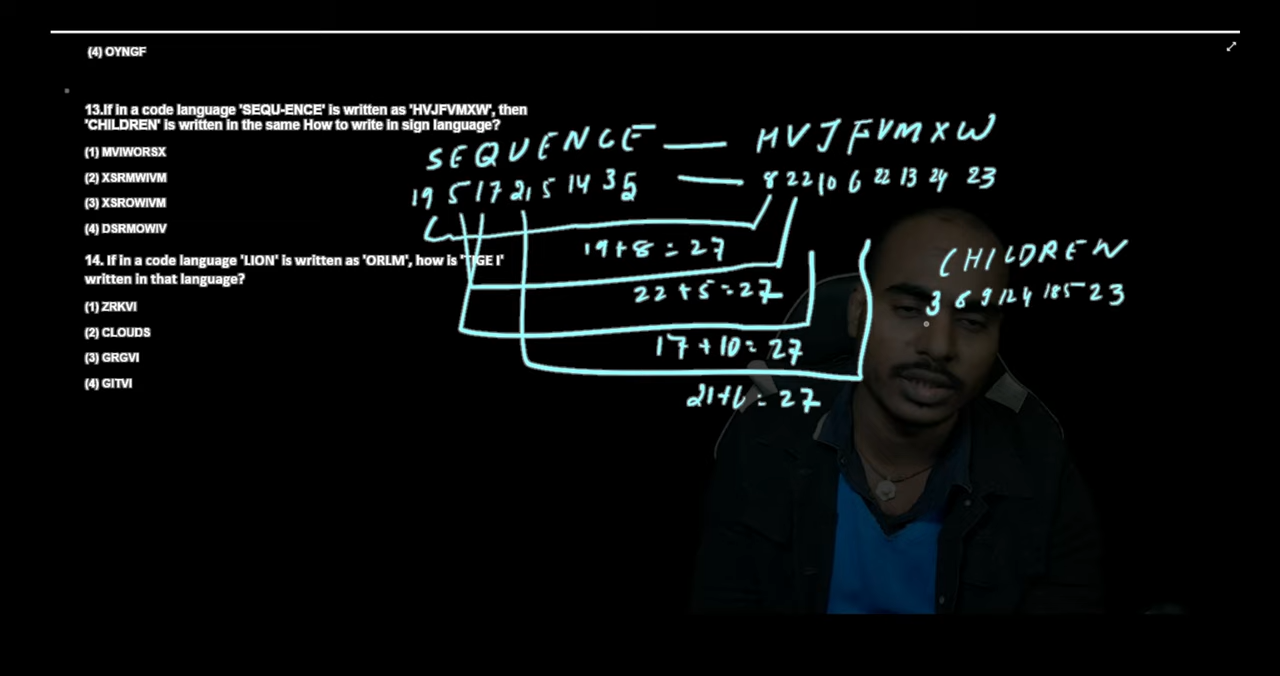 (4) OYNGF
13.If in a code language 'SEQU-ENCE' is written as 'HVJFVMXW', then
'CHILDREN' is written in the same How to write in sign language?
(1) MVIWORSX
(2) XSRMWIVM
(3) XSROWIVM
(4) DSRMOWIV
14. If in a code language 'LION' is written as 'ORLM', how is 'TIGE I'
written in that language?
(1) ZRKVI
(2) CLOUDS
(3) GRGVI
(4) GITVI
SEQUENCE — HVJFVMXW
19 5 17 21 5 14 3 5 — 8 22 10 6 22 13 24 23
19+8=27
22+5=27
17+10=27
21+6=27
CHILDREN
3 8 9 12 4 18 5 23